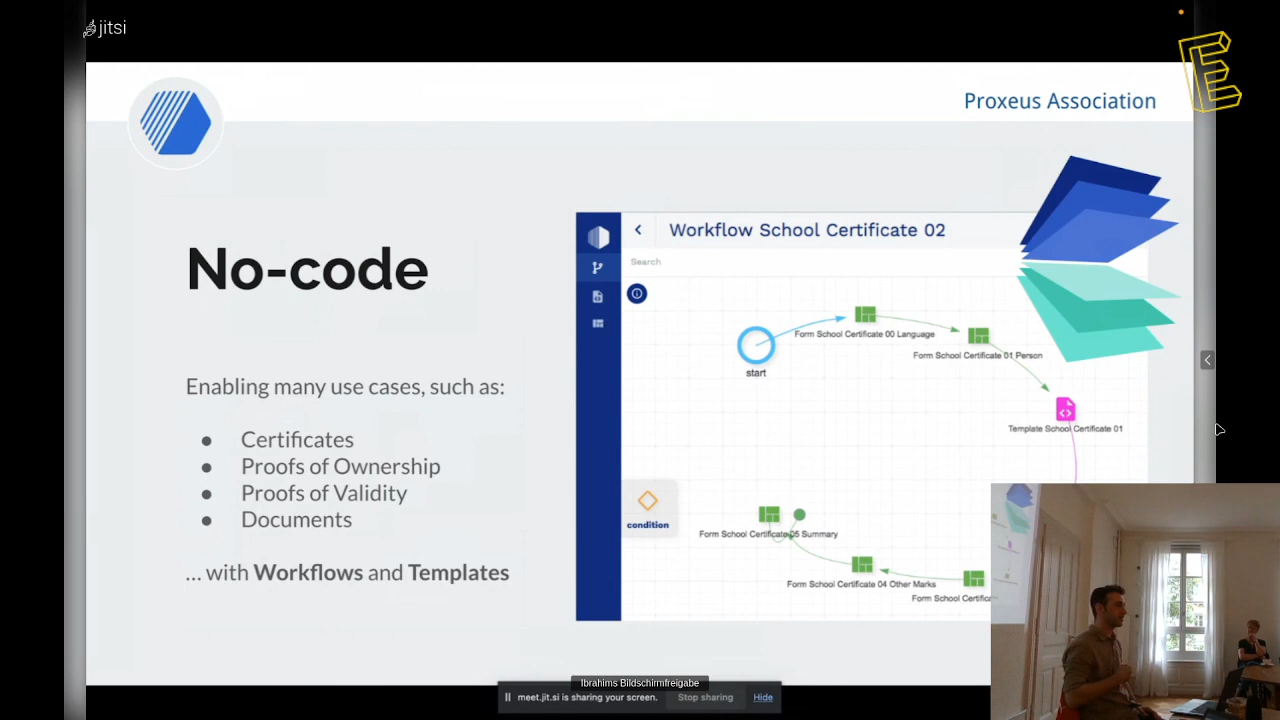 jitsi
E
Proxeus Association
No-code
Enabling many use cases, such as:
● Certificates
● Proofs of Ownership
● Proofs of Validity
● Documents
... with Workflows and Templates
Workflow School Certificate 02
Search
start
Form School Certificate 00 Language
Form School Certificate 01 Person
Template School Certificate 01
condition
Form School Certificate 05 Summary
Form School Certificate 04 Other Marks
Form School Certifica
Ibrahims Bildschirmfreigabe
meet.jit.si is sharing your screen.
Stop sharing
Hide